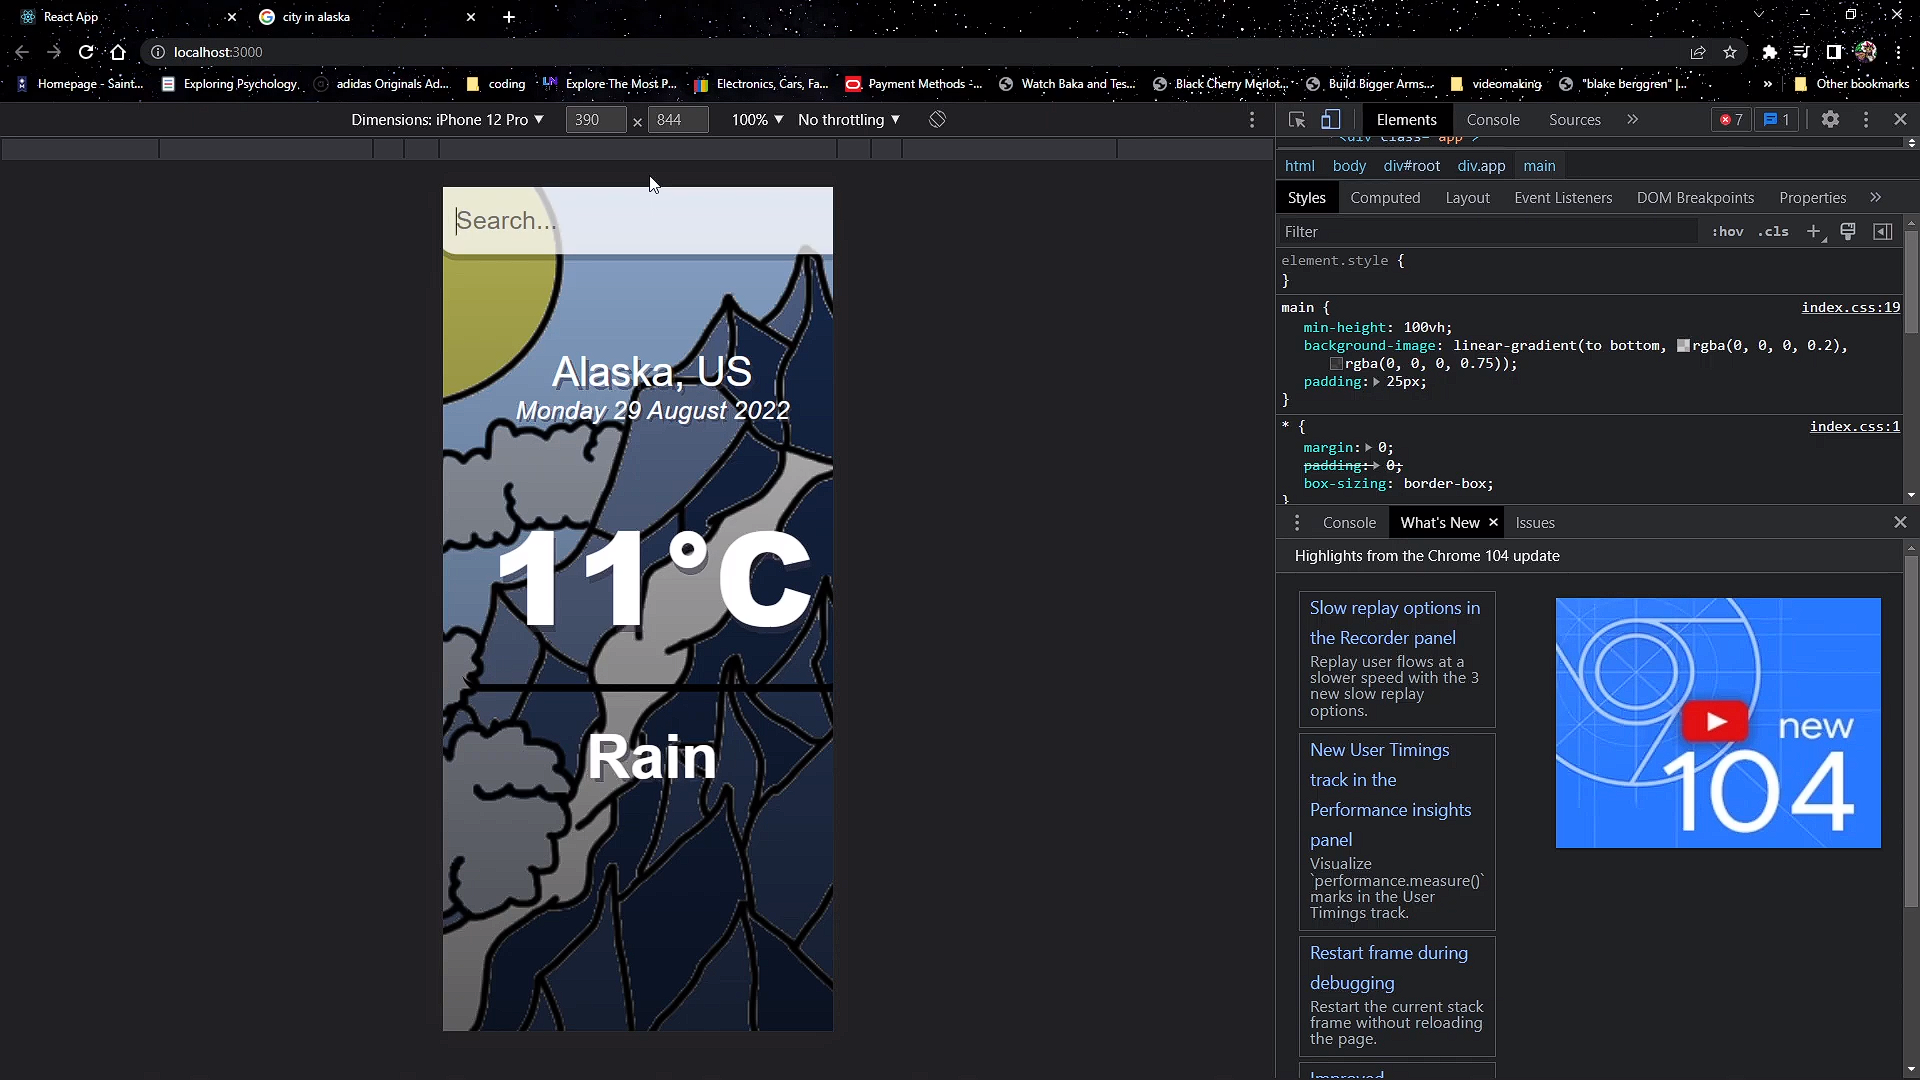 React App
city in alaska
localhost:3000
Homepage - Saint...
Exploring Psychology.
adidas Originals Ad...
coding
Explore The Most P...
Electronics, Cars, Fa...
Payment Methods -...
Watch Baka and Tes...
Black Cherry Merlot...
Build Bigger Arms...
videomaking
"blake berggren" |...
»
Other bookmarks
Dimensions: iPhone 12 Pro
390
×
844
100%
No throttling
Elements
Console
Sources
»
7
1
html
body
div#root
div.app
main
Styles
Computed
Layout
Event Listeners
DOM Breakpoints
Properties
»
Filter
:hov
.cls
element.style {
}
main {
index.css:19
min-height: 100vh;
background-image: linear-gradient(to bottom, rgba(0, 0, 0, 0.2),
rgba(0, 0, 0, 0.75));
padding: 25px;
}
* {
index.css:1
margin: 0;
padding: 0;
box-sizing: border-box;
}
Search...
Alaska, US
Monday 29 August 2022
11°C
Rain
Console
What's New
Issues
Highlights from the Chrome 104 update
Slow replay options in
the Recorder panel
Replay user flows at a
slower speed with the 3
new slow replay
options.
New User Timings
track in the
Performance insights
panel
Visualize
`performance.measure()`
marks in the User
Timings track.
Restart frame during
debugging
Restart the current stack
frame without reloading
the page.
Improved
new
104